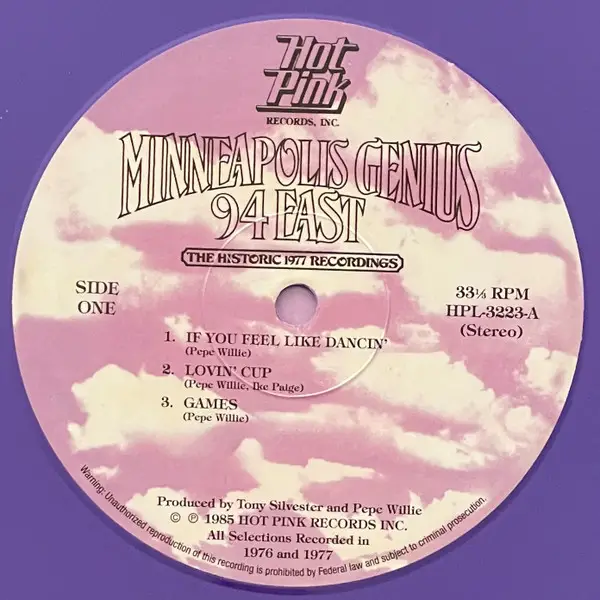 Hot
Pink
RECORDS, INC.
MINNEAPOLIS GENIUS
94 EAST
THE HISTORIC 1977 RECORDINGS
SIDE
ONE
33⅓ RPM
HPL-3223-A
(Stereo)
1. IF YOU FEEL LIKE DANCIN'
(Pepe Willie)
2. LOVIN' CUP
(Pepe Willie, Ike Paige)
3. GAMES
(Pepe Willie)
Produced by Tony Silvester and Pepe Willie
© ℗ 1985 HOT PINK RECORDS INC.
All Selections Recorded in
1976 and 1977
Warning: Unauthorized reproduction of this recording is prohibited by Federal law and subject to criminal prosecution.